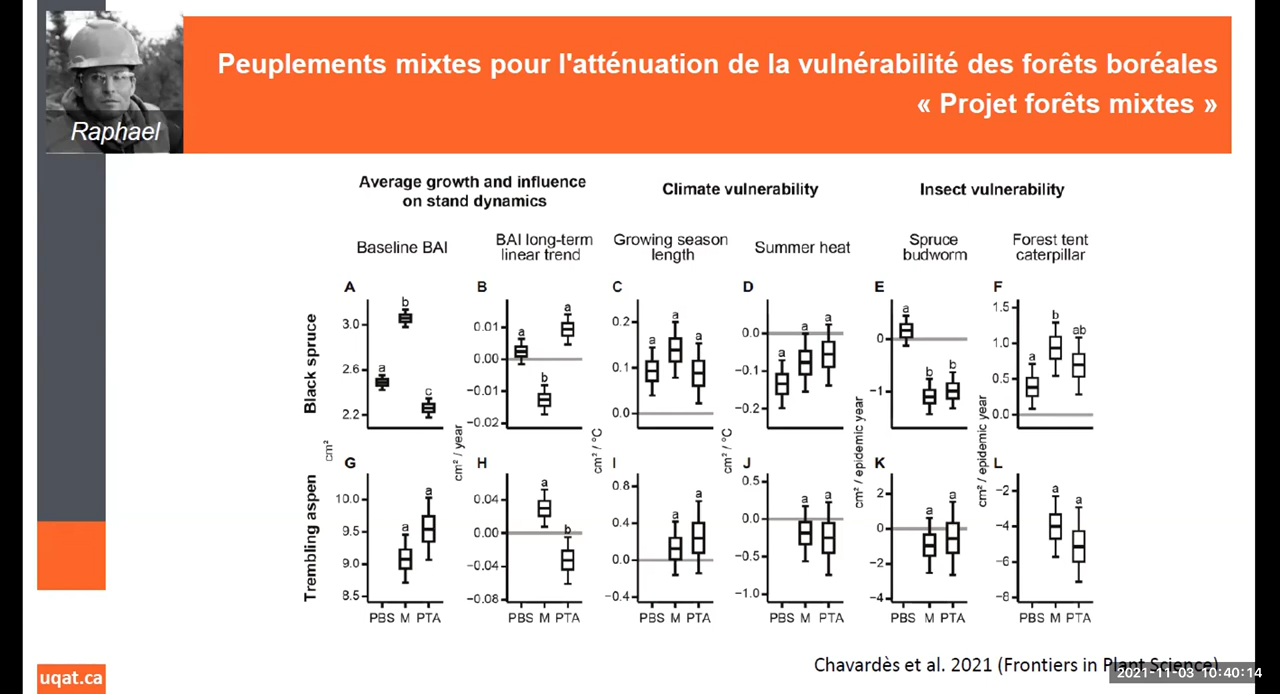 Peuplements mixtes pour l'atténuation de la vulnérabilité des forêts boréales
« Projet forêts mixtes »
Raphael
Average growth and influence
on stand dynamics
Climate vulnerability
Insect vulnerability
Baseline BAI
BAI long-term
linear trend
Growing season
length
Summer heat
Spruce
budworm
Forest tent
caterpillar
Black spruce
A
3.0
2.6
2.2
a
b
c
cm²
B
0.01
0.00
−0.01
−0.02
a
b
a
cm² / year
C
0.2
0.1
0.0
a
a
a
cm² / °C
D
0.0
−0.1
−0.2
a
a
a
cm² / °C
E
0
−1
a
b
b
cm² / epidemic year
F
1.5
1.0
0.5
0.0
a
b
ab
cm² / epidemic year
Trembling aspen
G
10.0
9.5
9.0
8.5
a
a
PBS M PTA
H
0.04
0.00
−0.04
−0.08
a
b
PBS M PTA
I
0.8
0.4
0.0
−0.4
a
a
PBS M PTA
J
0.5
0.0
−0.5
−1.0
a
a
PBS M PTA
K
2
0
−2
−4
a
a
PBS M PTA
L
−2
−4
−6
−8
a
a
PBS M PTA
Chavardès et al. 2021 (Frontiers in Plant Science)
2021-11-03 10:40:14
uqat.ca